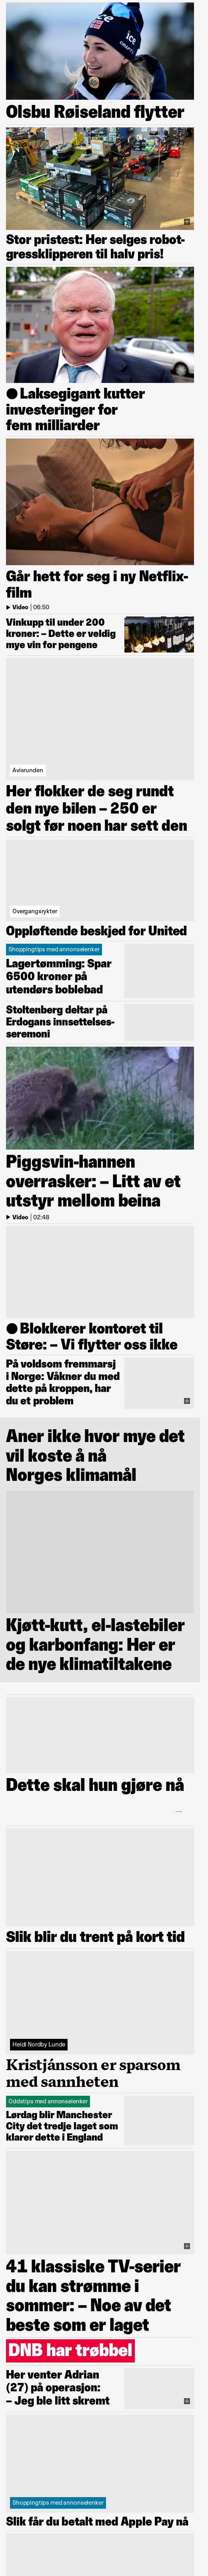 Olsbu Røiseland flytter
Stor pristest: Her selges robot-
gressklipperen til halv pris!
Laksegigant kutter
investeringer for
fem milliarder
Går hett for seg i ny Netflix-
film
Video | 06:50
Vinkupp til under 200
kroner: – Dette er veldig
mye vin for pengene
Avisrunden
Her flokker de seg rundt
den nye bilen – 250 er
solgt før noen har sett den
Overgangsrykter
Oppløftende beskjed for United
Shoppingtips med annonselenker
Lagertømming: Spar
6500 kroner på
utendørs boblebad
Stoltenberg deltar på
Erdogans innsettelses-
seremoni
Piggsvin-hannen
overrasker: – Litt av et
utstyr mellom beina
Video | 02:48
Blokkerer kontoret til
Støre: – Vi flytter oss ikke
På voldsom fremmarsj
i Norge: Våkner du med
dette på kroppen, har
du et problem
Aner ikke hvor mye det
vil koste å nå
Norges klimamål
Kjøtt-kutt, el-lastebiler
og karbonfang: Her er
de nye klimatiltakene
Dette skal hun gjøre nå
Slik blir du trent på kort tid
Heidi Nordby Lunde
Kristjánsson er sparsom
med sannheten
Oddstips med annonselenker
Lørdag blir Manchester
City det tredje laget som
klarer dette i England
41 klassiske TV-serier
du kan strømme i
sommer: – Noe av det
beste som er laget
DNB har trøbbel
Her venter Adrian
(27) på operasjon:
– Jeg ble litt skremt
Shoppingtips med annonselenker
Slik får du betalt med Apple Pay nå